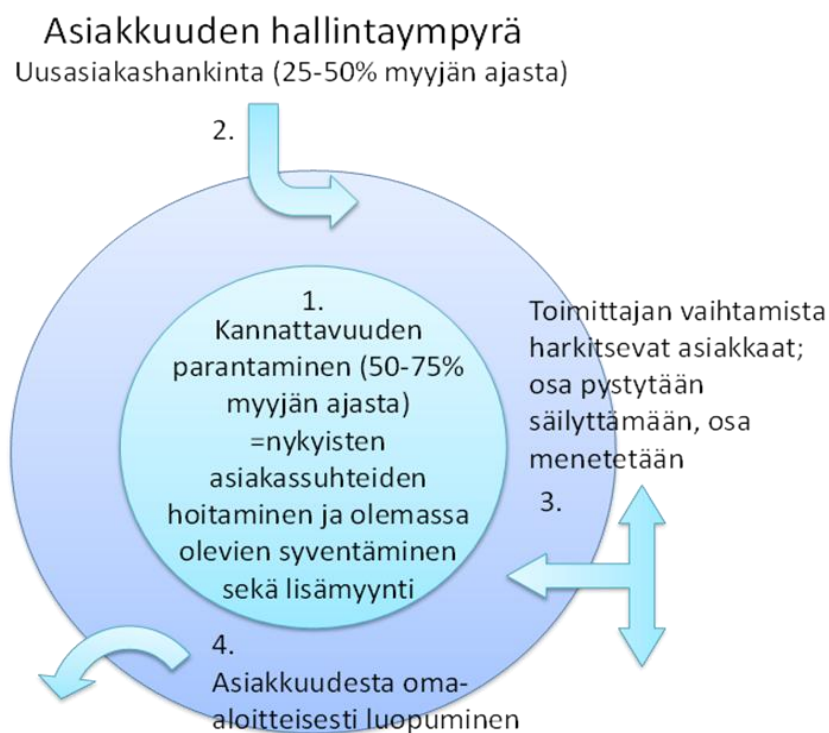 Asiakkuuden hallintaympyrä
Uusasiakashankinta (25-50% myyjän ajasta)
2.
1.
Kannattavuuden
parantaminen (50-75%
myyjän ajasta)
=nykyisten
asiakassuhteiden
hoitaminen ja olemassa
olevien syventäminen
sekä lisämyynti
Toimittajan vaihtamista
harkitsevat asiakkaat;
osa pystytään
säilyttämään, osa
menetetään
3.
4.
Asiakkuudesta oma-
aloitteisesti luopuminen